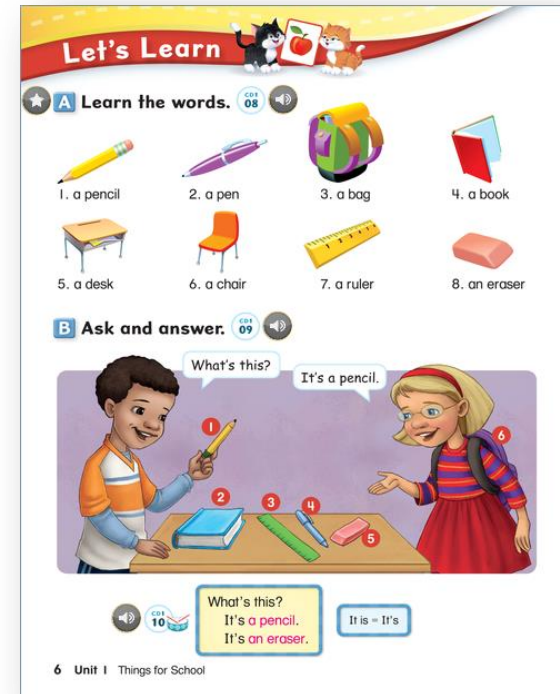 Let's Learn
A Learn the words. CD1 08
1. a pencil
2. a pen
3. a bag
4. a book
5. a desk
6. a chair
7. a ruler
8. an eraser
B Ask and answer. CD1 09
What's this?
It's a pencil.
1
2
3
4
5
6
CD1 10
What's this?
It's a pencil.
It's an eraser.
It is = It's
6 Unit 1 Things for School